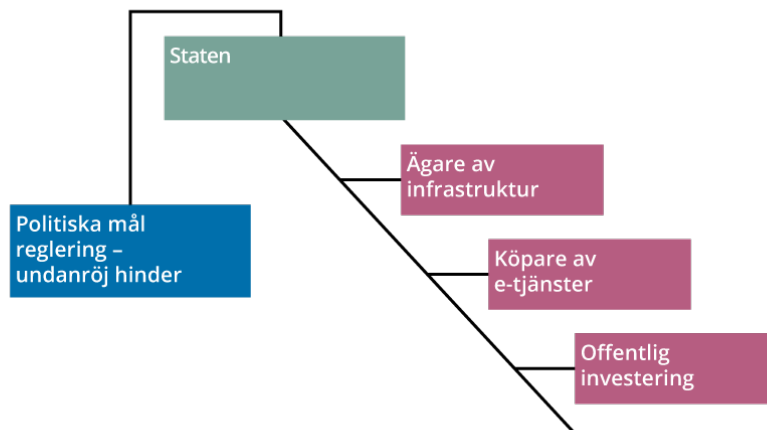 Staten
Ägare av
infrastruktur
Politiska mål
reglering –
undanröj hinder
Köpare av
e-tjänster
Offentlig
investering